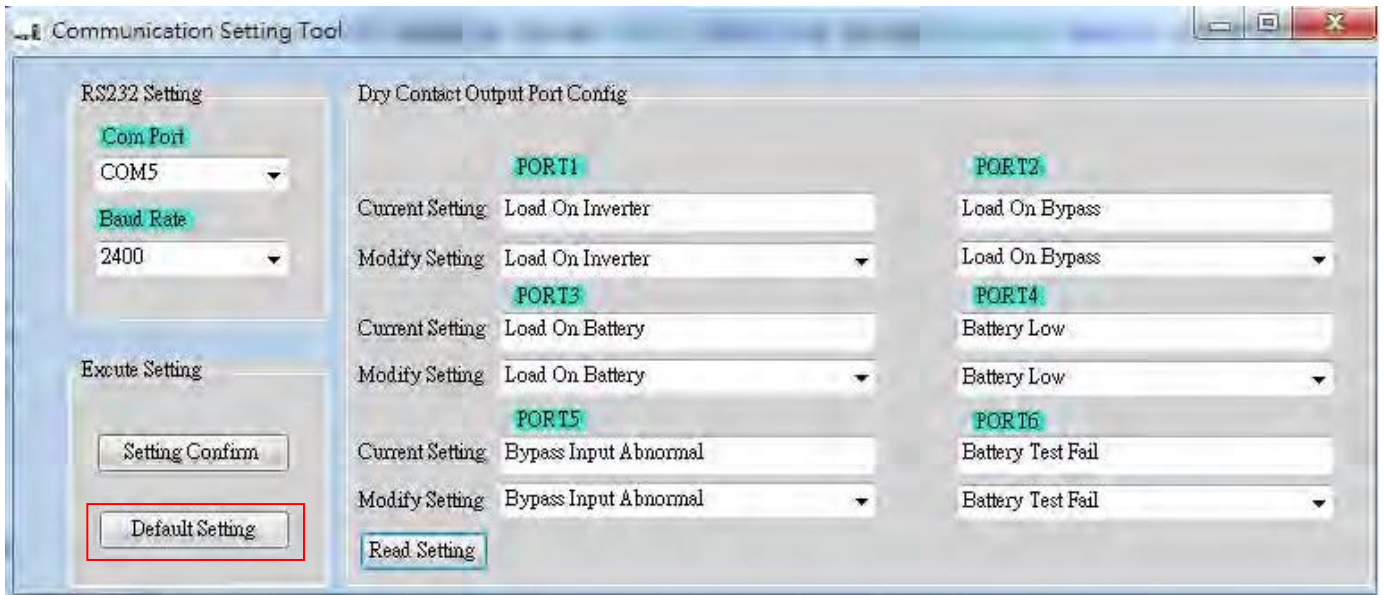 Communication Setting Tool
RS232 Setting
Com Port
COM5
Baud Rate
2400
Excute Setting
Setting Confirm
Default Setting
Dry Contact Output Port Config
PORT1 PORT2
Current Setting Load On Inverter Load On Bypass
Modify Setting Load On Inverter Load On Bypass
PORT3 PORT4
Current Setting Load On Battery Battery Low
Modify Setting Load On Battery Battery Low
PORT5 PORT6
Current Setting Bypass Input Abnormal Battery Test Fail
Modify Setting Bypass Input Abnormal Battery Test Fail
Read Setting